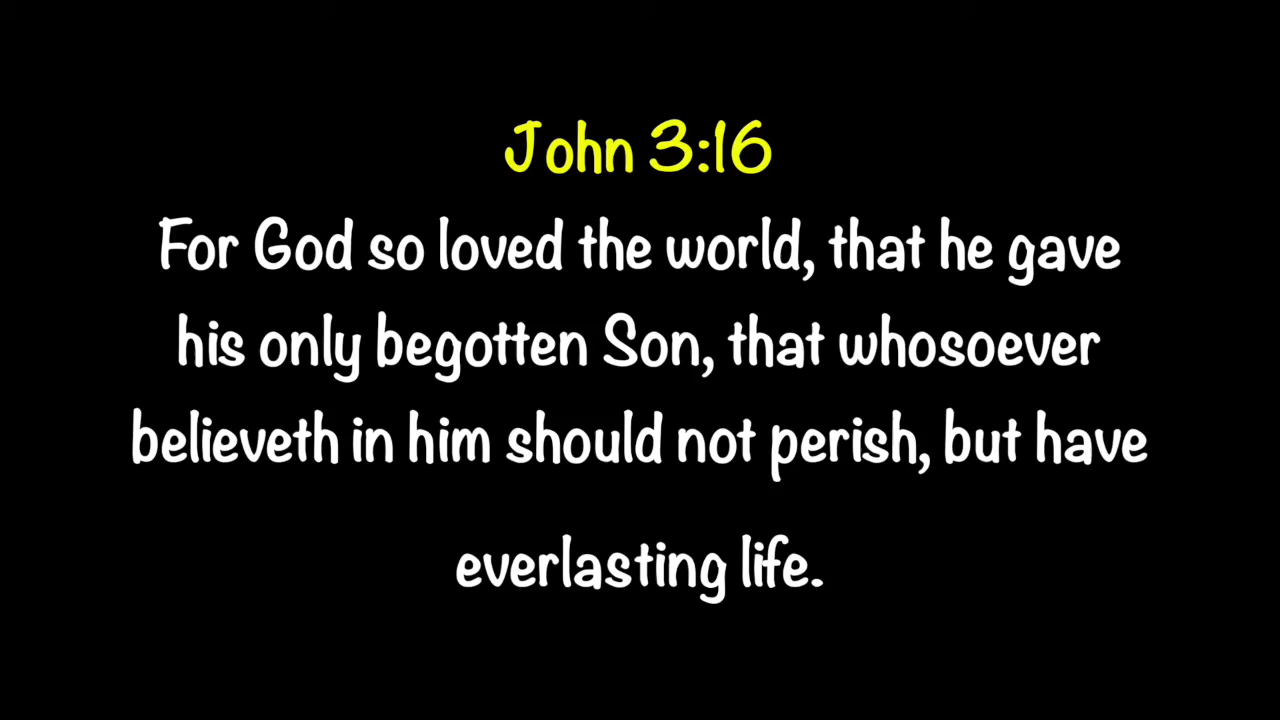 John 3:16
For God so loved the world, that he gave
his only begotten Son, that whosoever
believeth in him should not perish, but have
everlasting life.